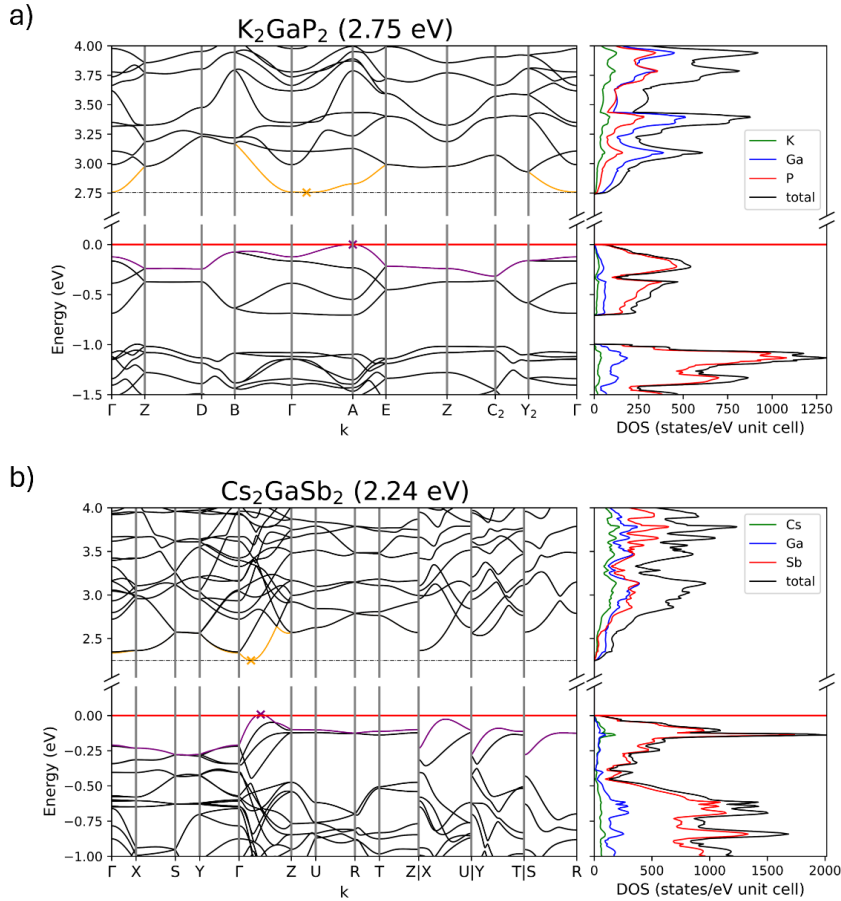 a)
K₂GaP₂ (2.75 eV)
4.00
3.75
3.50
3.25
3.00
2.75
0.0
−0.5
−1.0
−1.5
Energy (eV)
Γ Z D B Γ A E Z C₂ Y₂ Γ
k
K
Ga
P
total
0 250 500 750 1000 1250
DOS (states/eV unit cell)
b)
Cs₂GaSb₂ (2.24 eV)
4.0
3.5
3.0
2.5
0.00
−0.25
−0.50
−0.75
−1.00
Energy (eV)
Γ X S Y Γ Z U R T Z|X U|Y T|S R
k
Cs
Ga
Sb
total
0 500 1000 1500 2000
DOS (states/eV unit cell)